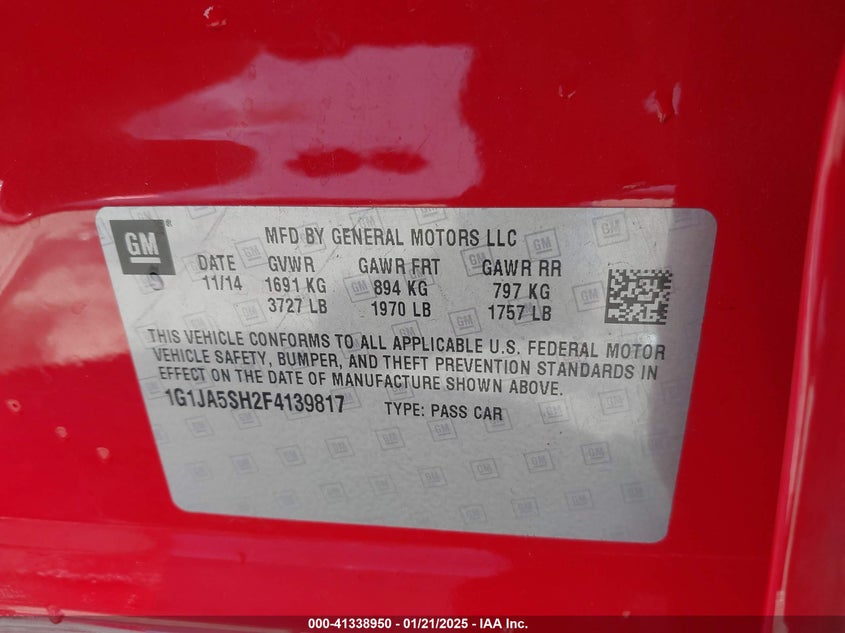 GM®
MFD BY GENERAL MOTORS LLC
DATE GVWR GAWR FRT GAWR RR
11/14 1691 KG 894 KG 797 KG
3727 LB 1970 LB 1757 LB
THIS VEHICLE CONFORMS TO ALL APPLICABLE U.S. FEDERAL MOTOR
VEHICLE SAFETY, BUMPER, AND THEFT PREVENTION STANDARDS IN
EFFECT ON THE DATE OF MANUFACTURE SHOWN ABOVE.
1G1JA5SH2F4139817 TYPE: PASS CAR
000-41338950 - 01/21/2025 - IAA Inc.